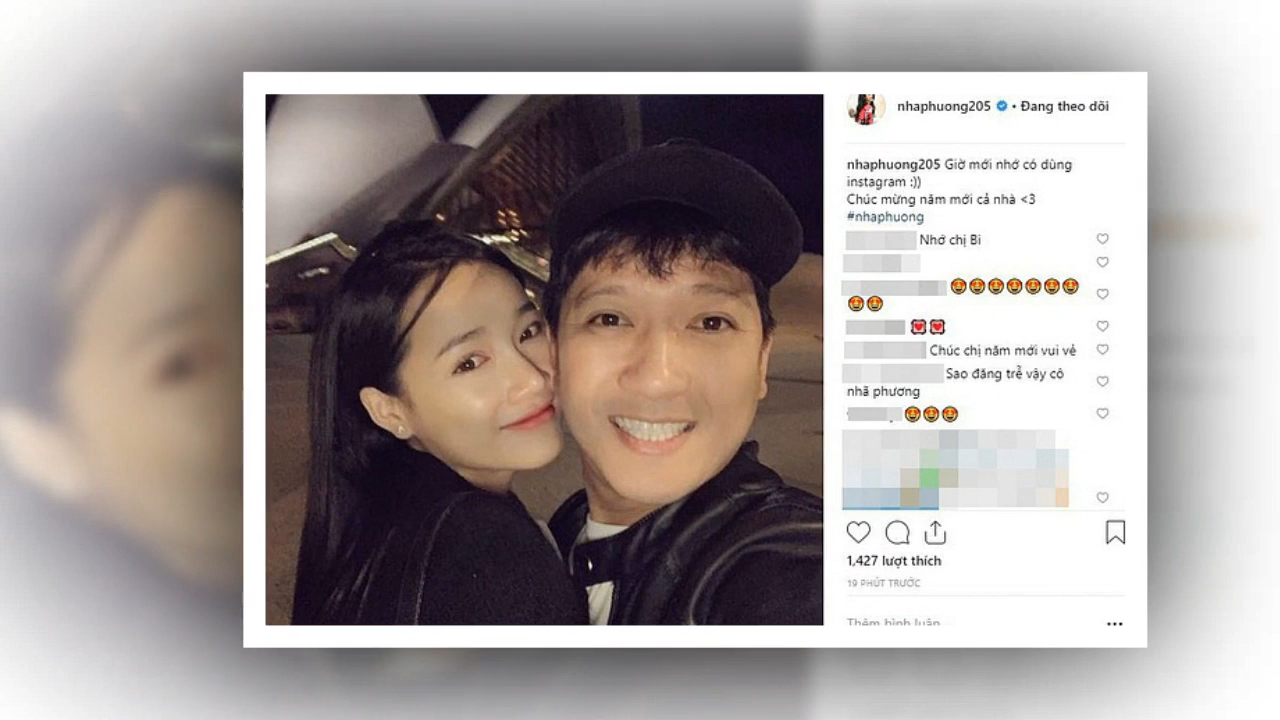 nhaphuong205 • Đang theo dõi
nhaphuong205 Giờ mới nhớ có dùng
instagram :))
Chúc mừng năm mới cả nhà <3
#nhaphuong
Nhớ chị Bi
Chúc chị năm mới vui vẻ
Sao đăng trễ vậy cô
nhã phương
1,427 lượt thích
19 PHÚT TRƯỚC
Thêm bình luận...